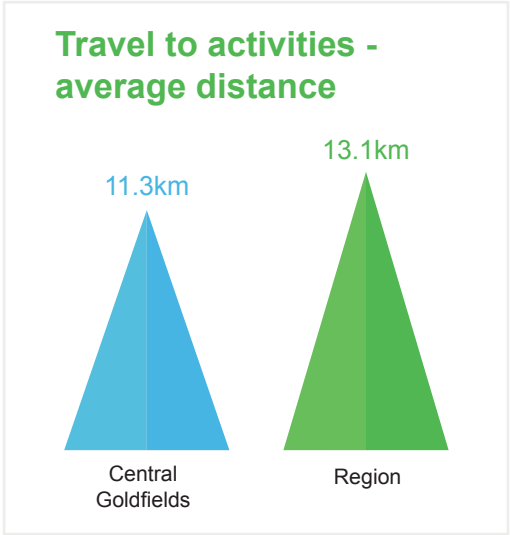 Travel to activities -
average distance
13.1km
11.3km
Central
Goldfields
Region